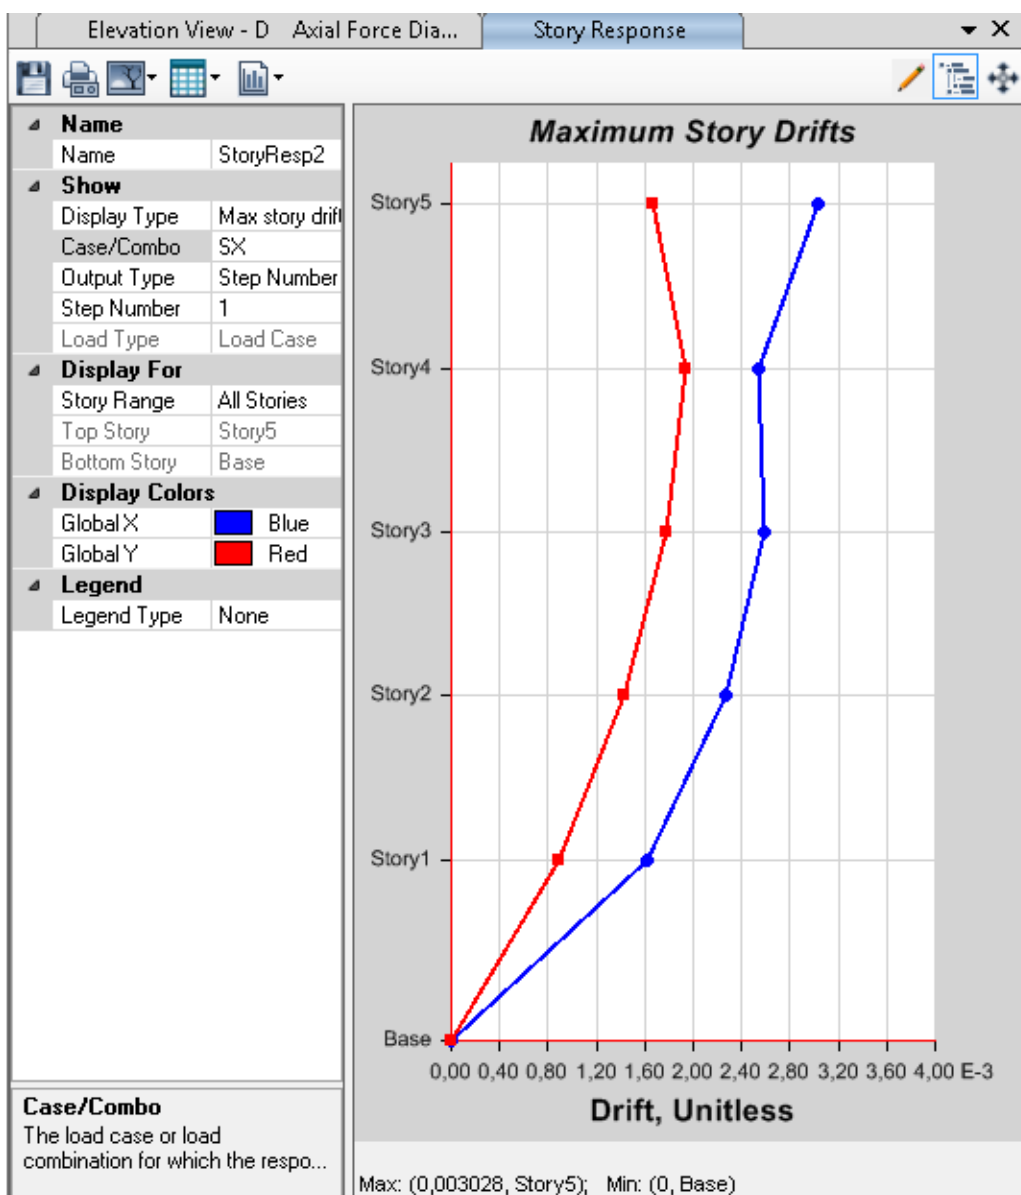 Elevation View - D Axial Force Dia...
Story Response
Name
Name StoryResp2
Show
Display Type Max story drift
Case/Combo SX
Output Type Step Number
Step Number 1
Load Type Load Case
Display For
Story Range All Stories
Top Story Story5
Bottom Story Base
Display Colors
Global X Blue
Global Y Red
Legend
Legend Type None
Case/Combo
The load case or load
combination for which the respo...
Maximum Story Drifts
Story5
Story4
Story3
Story2
Story1
Base
0,00 0,40 0,80 1,20 1,60 2,00 2,40 2,80 3,20 3,60 4,00 E-3
Drift, Unitless
Max: (0,003028, Story5); Min: (0, Base)